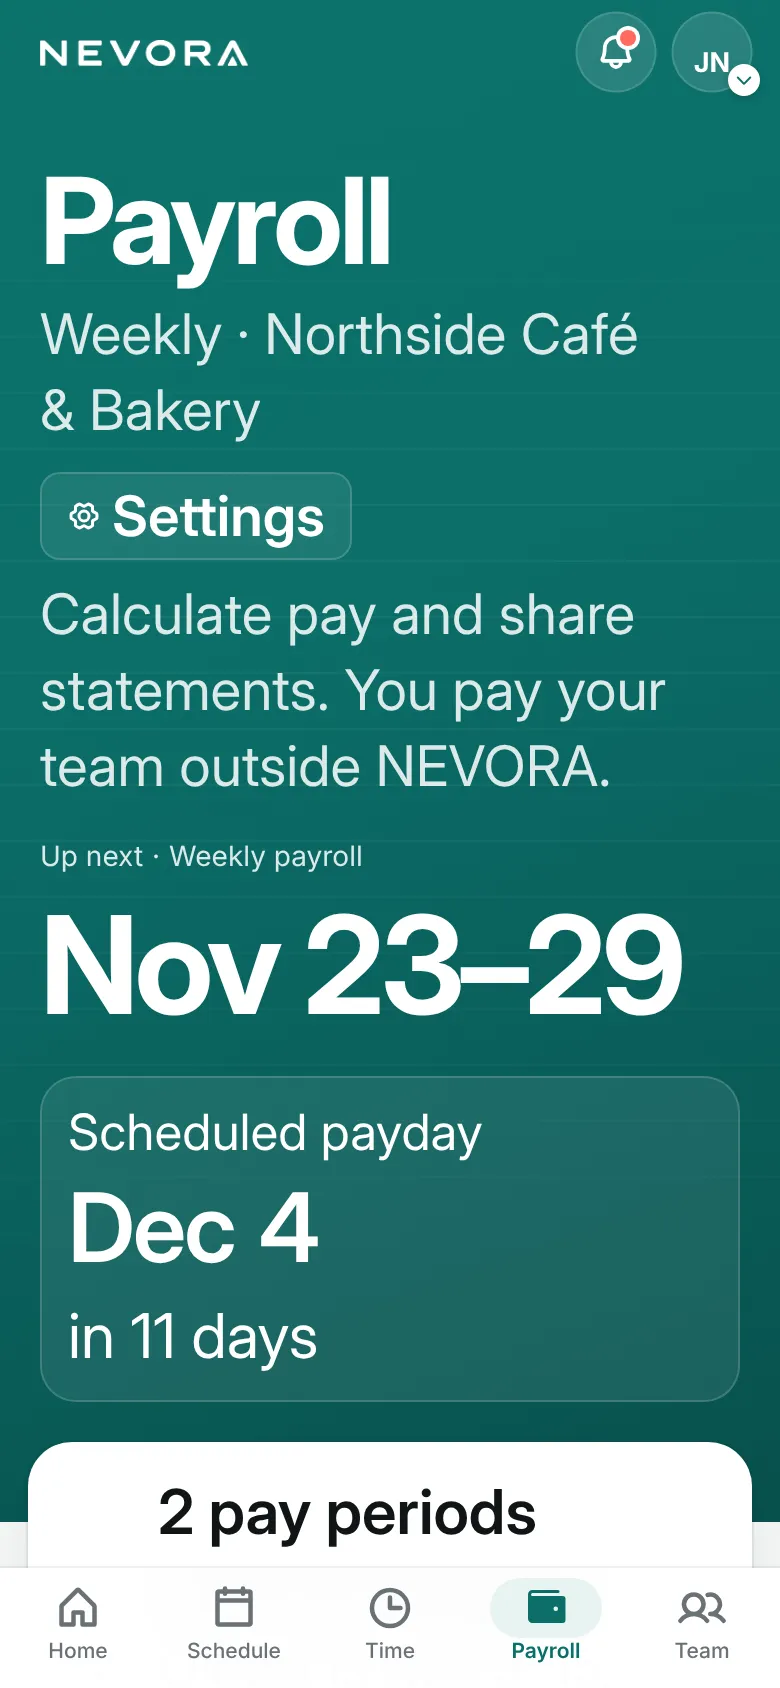 NEVORA
JN
Payroll
Weekly · Northside Café
& Bakery
Settings
Calculate pay and share
statements. You pay your
team outside NEVORA.
Up next · Weekly payroll
Nov 23–29
Scheduled payday
Dec 4
in 11 days
2 pay periods
Home
Schedule
Time
Payroll
Team